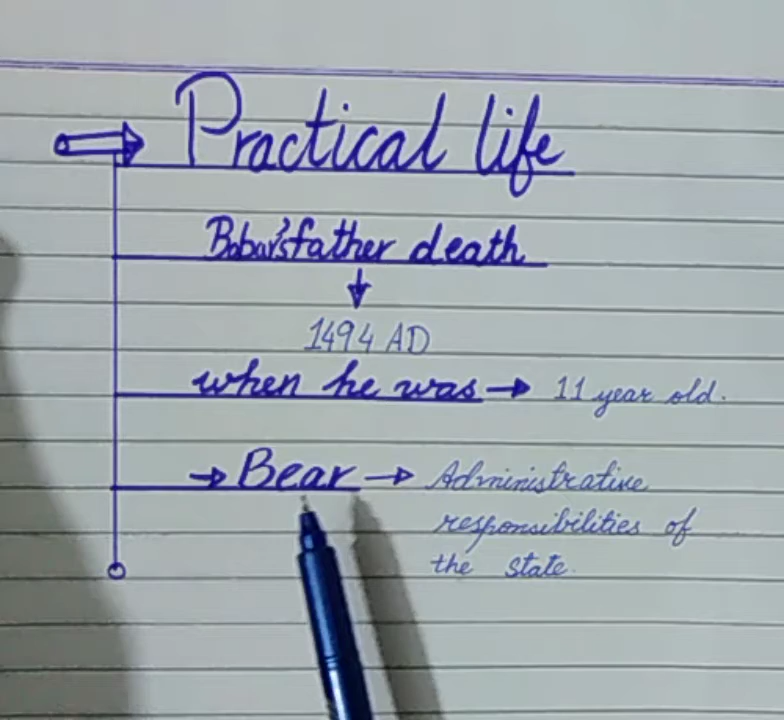 Practical life
Babar's father death
1494 AD
when he was → 11 year old.
→ Bear → Administrative
responsibilities of
the state.